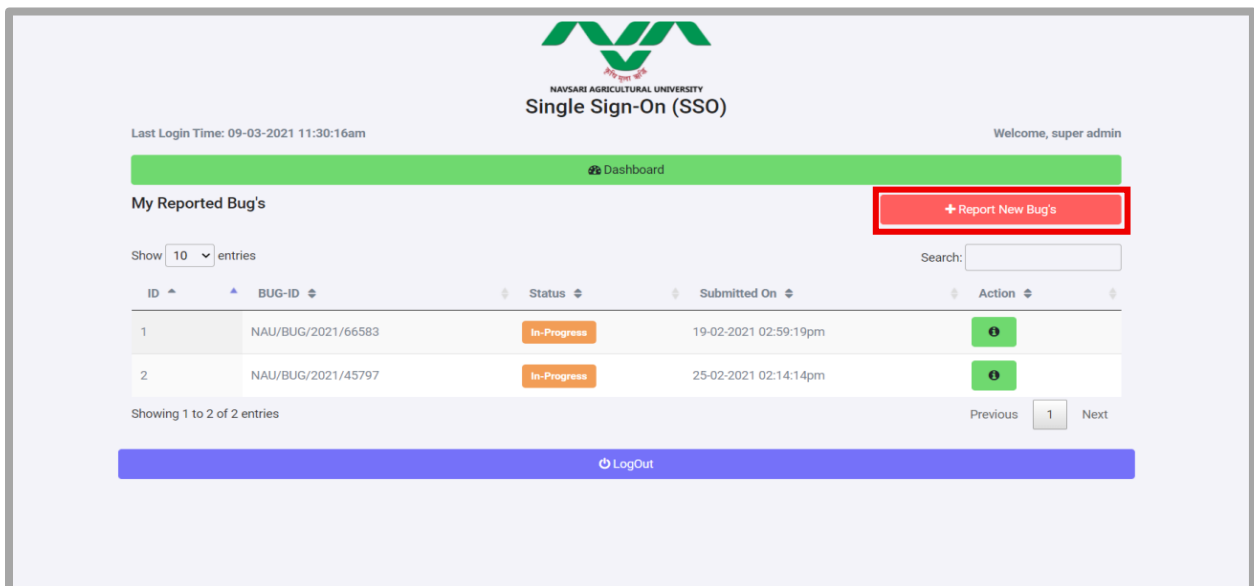 कृषि मूलं समृद्धि
NAVSARI AGRICULTURAL UNIVERSITY
Single Sign-On (SSO)
Last Login Time: 09-03-2021 11:30:16am Welcome, super admin
Dashboard
My Reported Bug's + Report New Bug's
Show 10 entries Search:
ID BUG-ID Status Submitted On Action
1 NAU/BUG/2021/66583 In-Progress 19-02-2021 02:59:19pm
2 NAU/BUG/2021/45797 In-Progress 25-02-2021 02:14:14pm
Showing 1 to 2 of 2 entries Previous 1 Next
LogOut